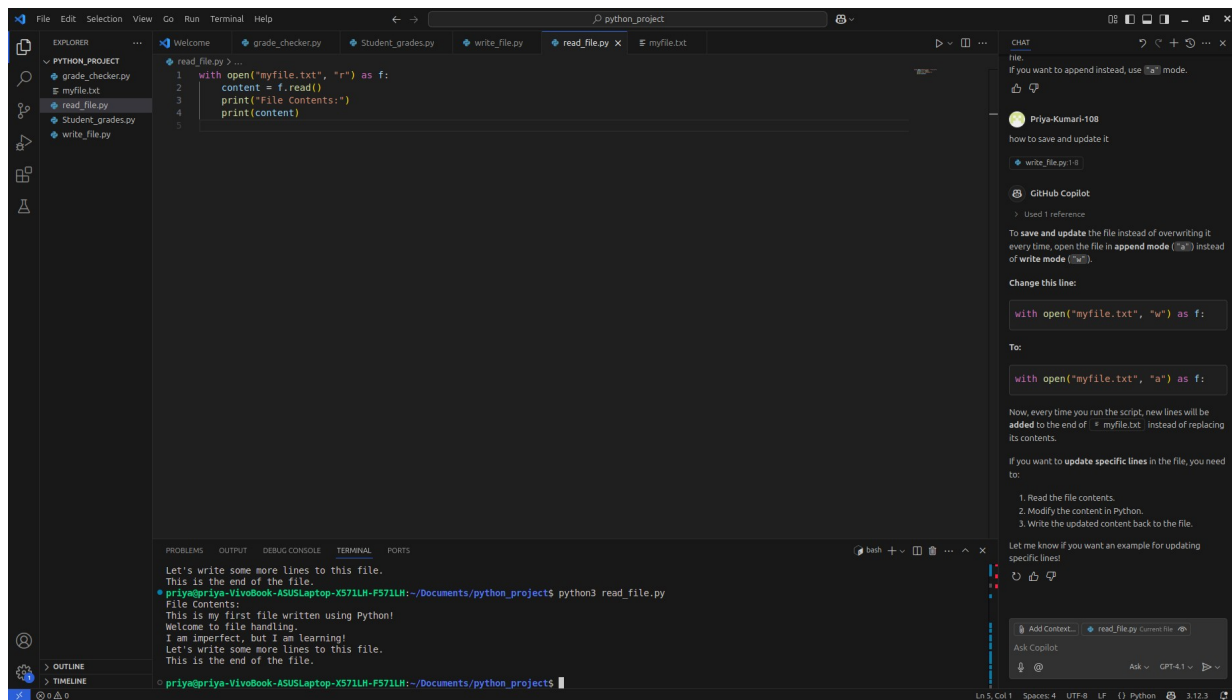 File Edit Selection View Go Run Terminal Help
python_project
EXPLORER
PYTHON_PROJECT
grade_checker.py
myfile.txt
read_file.py
Student_grades.py
write_file.py
OUTLINE
TIMELINE
Welcome grade_checker.py Student_grades.py write_file.py read_file.py myfile.txt
read_file.py > ...
1 with open("myfile.txt", "r") as f:
2 content = f.read()
3 print("File Contents:")
4 print(content)
5
PROBLEMS OUTPUT DEBUG CONSOLE TERMINAL PORTS
bash
Let's write some more lines to this file.
This is the end of the file.
priya@priya-VivoBook-ASUSLaptop-X571LH-F571LH:~/Documents/python_project$ python3 read_file.py
File Contents:
This is my first file written using Python!
Welcome to file handling.
I am imperfect, but I am learning!
Let's write some more lines to this file.
This is the end of the file.
priya@priya-VivoBook-ASUSLaptop-X571LH-F571LH:~/Documents/python_project$
CHAT
file.
If you want to append instead, use "a" mode.
Priya-Kumari-108
how to save and update it
write_file.py:1-8
GitHub Copilot
> Used 1 reference
To save and update the file instead of overwriting it
every time, open the file in append mode ("a") instead
of write mode ("w").
Change this line:
with open("myfile.txt", "w") as f:
To:
with open("myfile.txt", "a") as f:
Now, every time you run the script, new lines will be
added to the end of myfile.txt instead of replacing
its contents.
If you want to update specific lines in the file, you need
to:
1. Read the file contents.
2. Modify the content in Python.
3. Write the updated content back to the file.
Let me know if you want an example for updating
specific lines!
Add Context... read_file.py Current file
Ask Copilot
@ Ask GPT-4.1
1
0 0
Ln 5, Col 1 Spaces: 4 UTF-8 LF {} Python 3.12.3